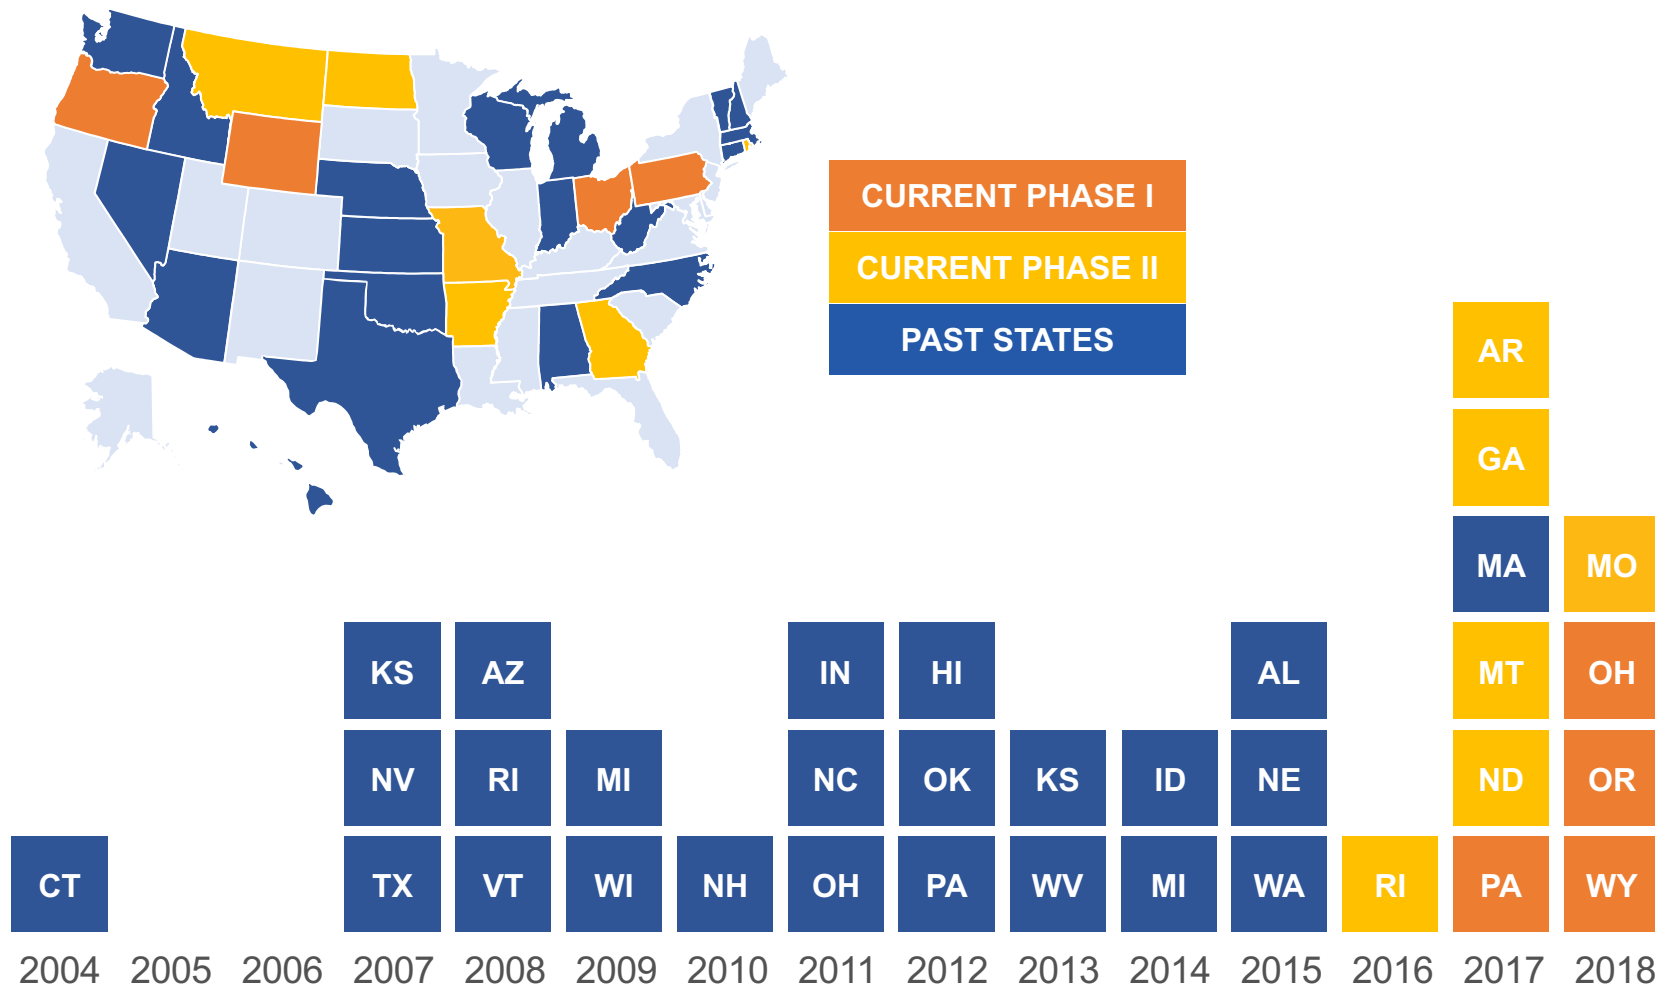 CURRENT PHASE I
CURRENT PHASE II
PAST STATES
AR
GA
MA MO
KS AZ IN HI AL MT OH
NV RI MI NC OK KS ID NE ND OR
CT TX VT WI NH OH PA WV MI WA RI PA WY
2004 2005 2006 2007 2008 2009 2010 2011 2012 2013 2014 2015 2016 2017 2018